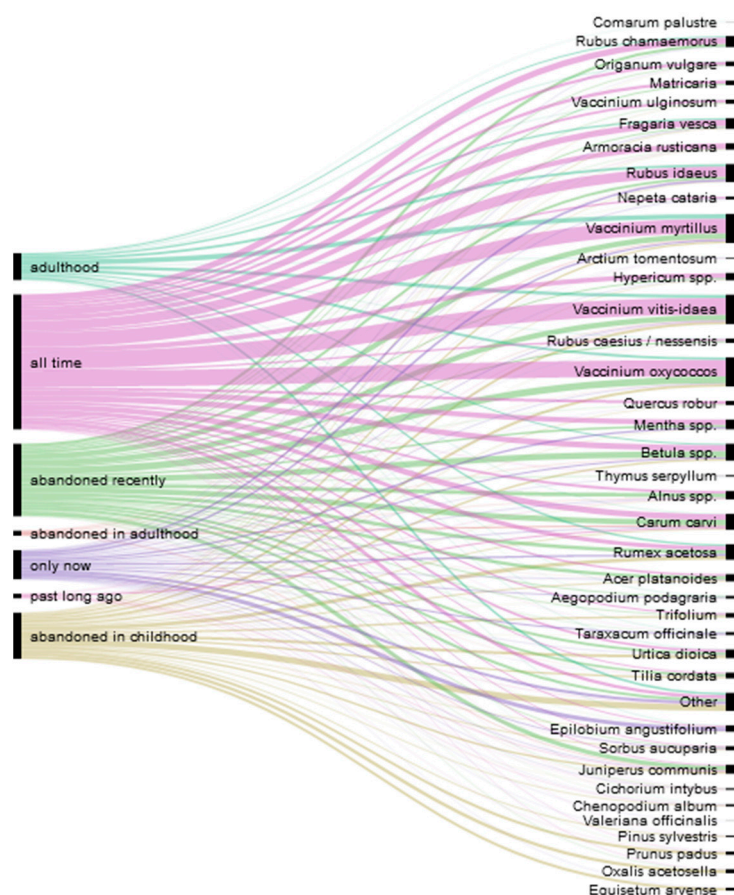 adulthood
all time
abandoned recently
abandoned in adulthood
only now
past long ago
abandoned in childhood
Comarum palustre
Rubus chamaemorus
Origanum vulgare
Matricaria
Vaccinium ulginosum
Fragaria vesca
Armoracia rusticana
Rubus idaeus
Nepeta cataria
Vaccinium myrtillus
Arctium tomentosum
Hypericum spp.
Vaccinium vitis-idaea
Rubus caesius / nessensis
Vaccinium oxycoccos
Quercus robur
Mentha spp.
Betula spp.
Thymus serpyllum
Alnus spp.
Carum carvi
Rumex acetosa
Acer platanoides
Aegopodium podagraria
Trifolium
Taraxacum officinale
Urtica dioica
Tilia cordata
Other
Epilobium angustifolium
Sorbus aucuparia
Juniperus communis
Cichorium intybus
Chenopodium album
Valeriana officinalis
Pinus sylvestris
Prunus padus
Oxalis acetosella
Equisetum arvense